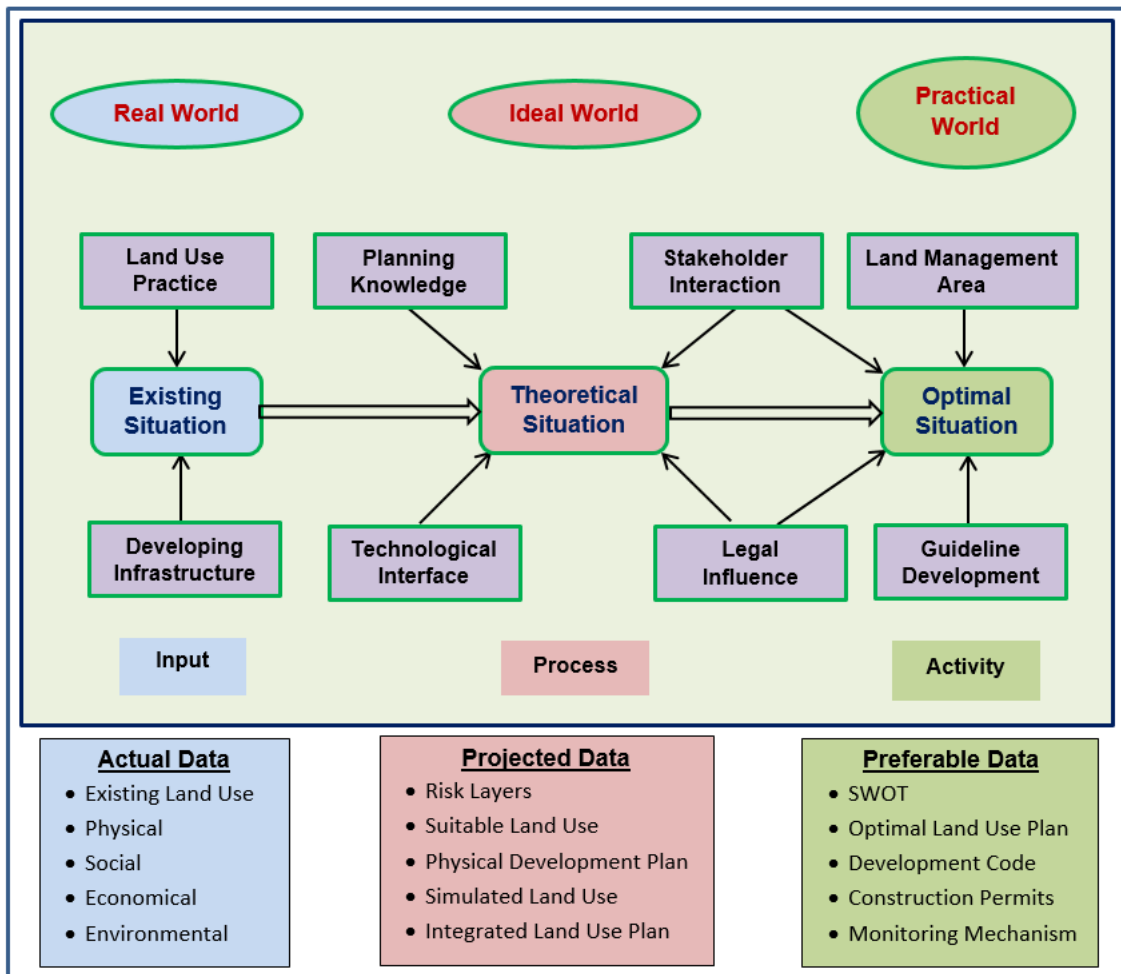 Real World
Ideal World
Practical
World
Land Use
Practice
Planning
Knowledge
Stakeholder
Interaction
Land Management
Area
Existing
Situation
Theoretical
Situation
Optimal
Situation
Developing
Infrastructure
Technological
Interface
Legal
Influence
Guideline
Development
Input
Process
Activity
Actual Data
• Existing Land Use
• Physical
• Social
• Economical
• Environmental
Projected Data
• Risk Layers
• Suitable Land Use
• Physical Development Plan
• Simulated Land Use
• Integrated Land Use Plan
Preferable Data
• SWOT
• Optimal Land Use Plan
• Development Code
• Construction Permits
• Monitoring Mechanism